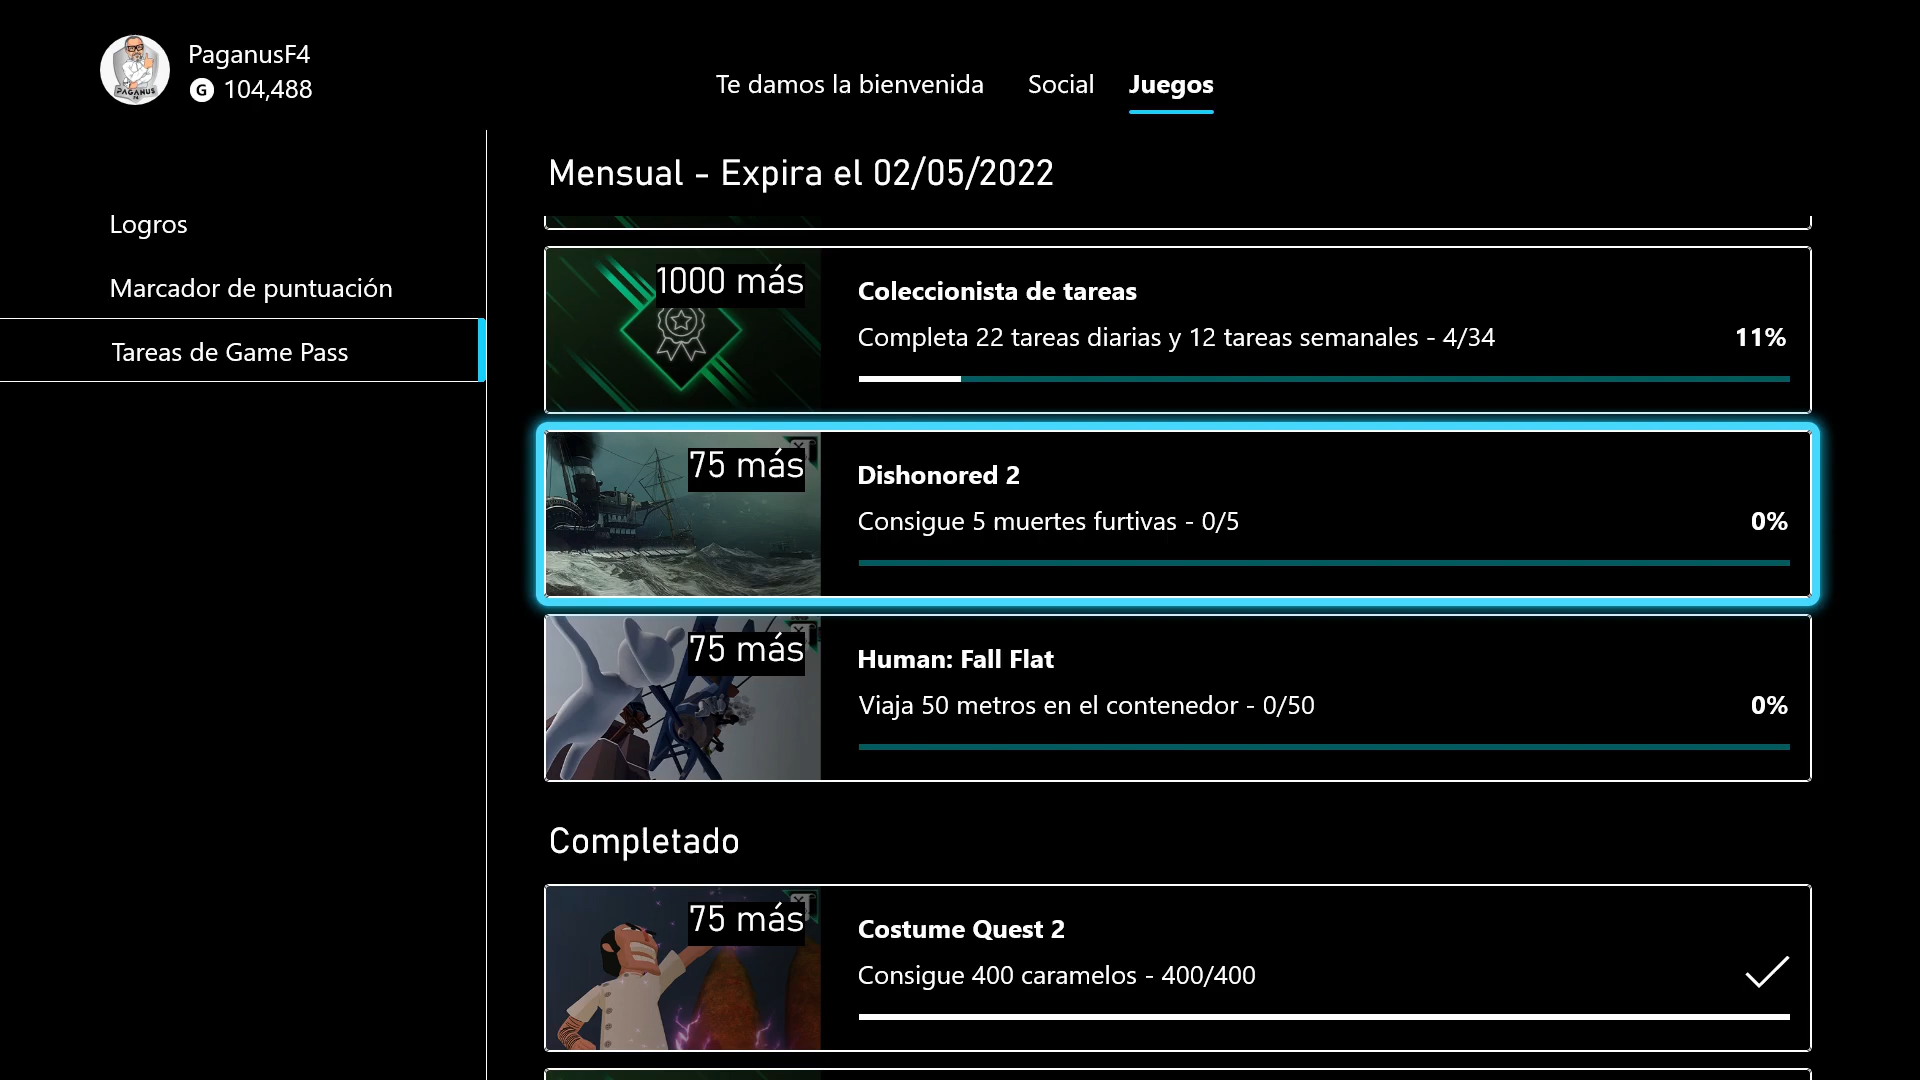 PaganusF4
G 104,488
PAGANUS
Te damos la bienvenida
Social
Juegos
Logros
Marcador de puntuación
Tareas de Game Pass
Mensual - Expira el 02/05/2022
1000 más
Coleccionista de tareas
Completa 22 tareas diarias y 12 tareas semanales - 4/34
11%
75 más
Dishonored 2
Consigue 5 muertes furtivas - 0/5
0%
75 más
Human: Fall Flat
Viaja 50 metros en el contenedor - 0/50
0%
Completado
75 más
Costume Quest 2
Consigue 400 caramelos - 400/400